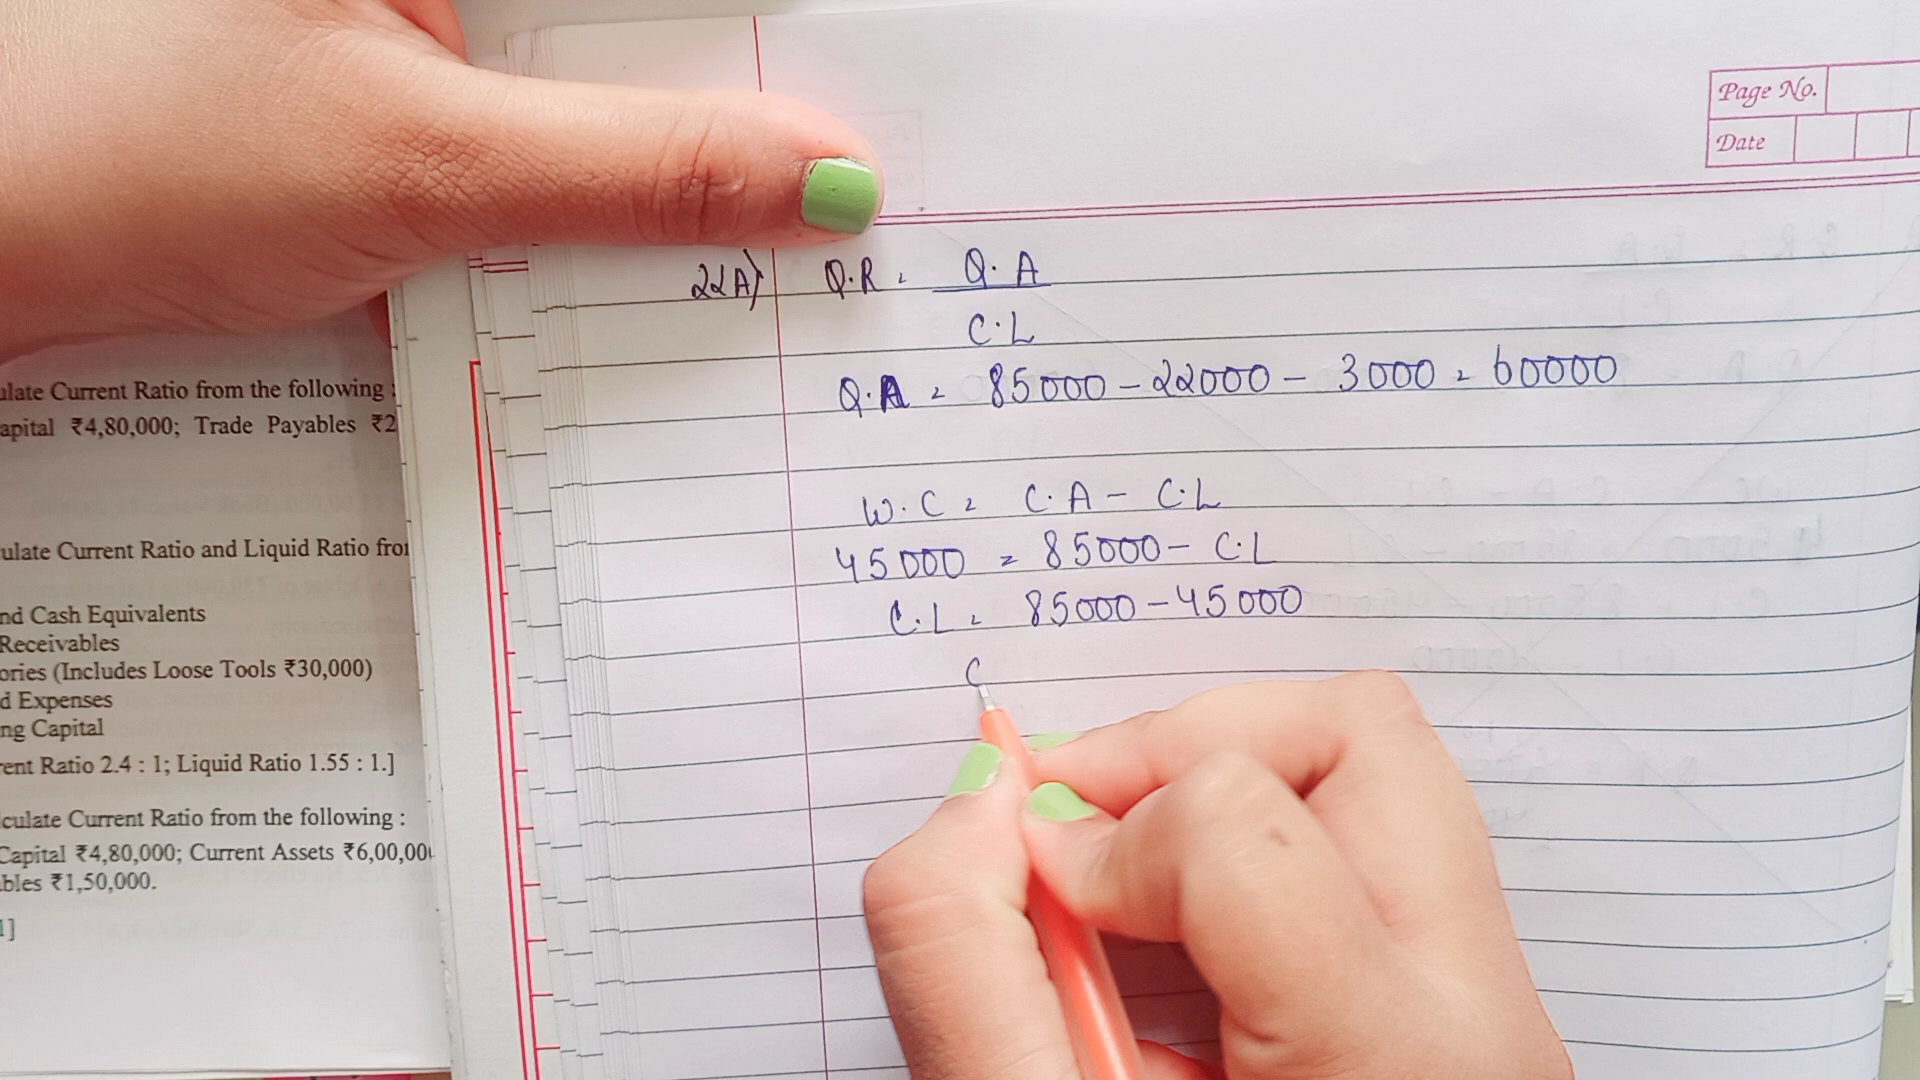 Page No.
Date
22A) Q.R = Q.A
C.L
Q.A = 85000 - 22000 - 3000 = 60000
W.C = C.A - C.L
45000 = 85000 - C.L
C.L = 85000 - 45000
C
ulate Current Ratio from the following :
apital ₹4,80,000; Trade Payables ₹2
ulate Current Ratio and Liquid Ratio fro
nd Cash Equivalents
Receivables
ories (Includes Loose Tools ₹30,000)
d Expenses
ng Capital
rent Ratio 2.4 : 1; Liquid Ratio 1.55 : 1.]
culate Current Ratio from the following :
Capital ₹4,80,000; Current Assets ₹6,00,00
bles ₹1,50,000.
1]